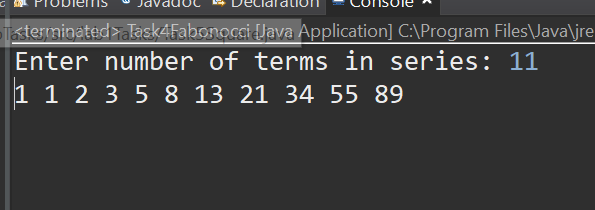 Problems Javadoc Declaration Console
<terminated> Task4Fabonocci [Java Application] C:\Program Files\Java\jre
Enter number of terms in series: 11
1 1 2 3 5 8 13 21 34 55 89